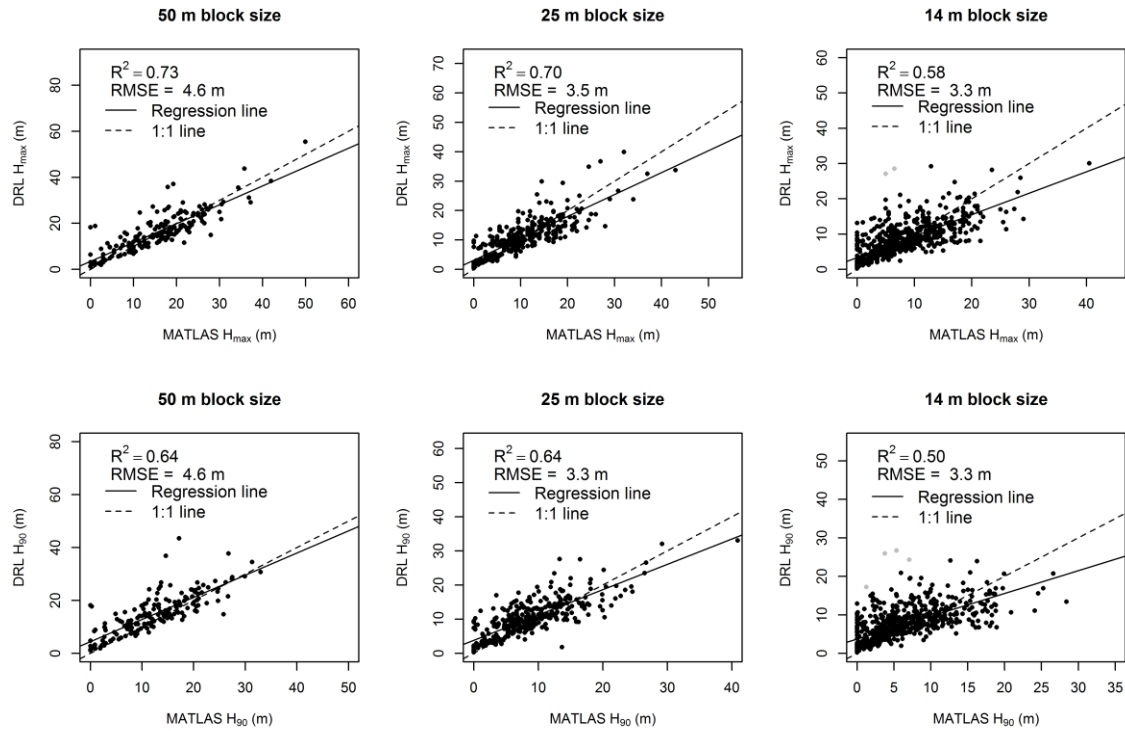 50 m block size
R² = 0.73
RMSE = 4.6 m
Regression line
1:1 line
80
60
40
20
0
DRL Hmax (m)
0 10 20 30 40 50 60
MATLAS Hmax (m)
25 m block size
R² = 0.70
RMSE = 3.5 m
Regression line
1:1 line
70
60
50
40
30
20
10
0
DRL Hmax (m)
0 10 20 30 40 50
MATLAS Hmax (m)
14 m block size
R² = 0.58
RMSE = 3.3 m
Regression line
1:1 line
60
50
40
30
20
10
0
DRL Hmax (m)
0 10 20 30 40
MATLAS Hmax (m)
50 m block size
R² = 0.64
RMSE = 4.6 m
Regression line
1:1 line
80
60
40
20
0
DRL H90 (m)
0 10 20 30 40 50
MATLAS H90 (m)
25 m block size
R² = 0.64
RMSE = 3.3 m
Regression line
1:1 line
60
50
40
30
20
10
0
DRL H90 (m)
0 10 20 30 40
MATLAS H90 (m)
14 m block size
R² = 0.50
RMSE = 3.3 m
Regression line
1:1 line
50
40
30
20
10
0
DRL H90 (m)
0 5 10 15 20 25 30 35
MATLAS H90 (m)